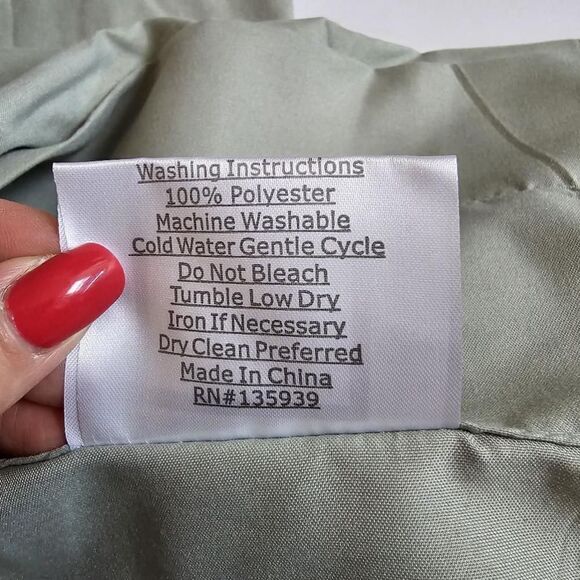 Washing Instructions
100% Polyester
Machine Washable
Cold Water Gentle Cycle
Do Not Bleach
Tumble Low Dry
Iron If Necessary
Dry Clean Preferred
Made In China
RN#135939